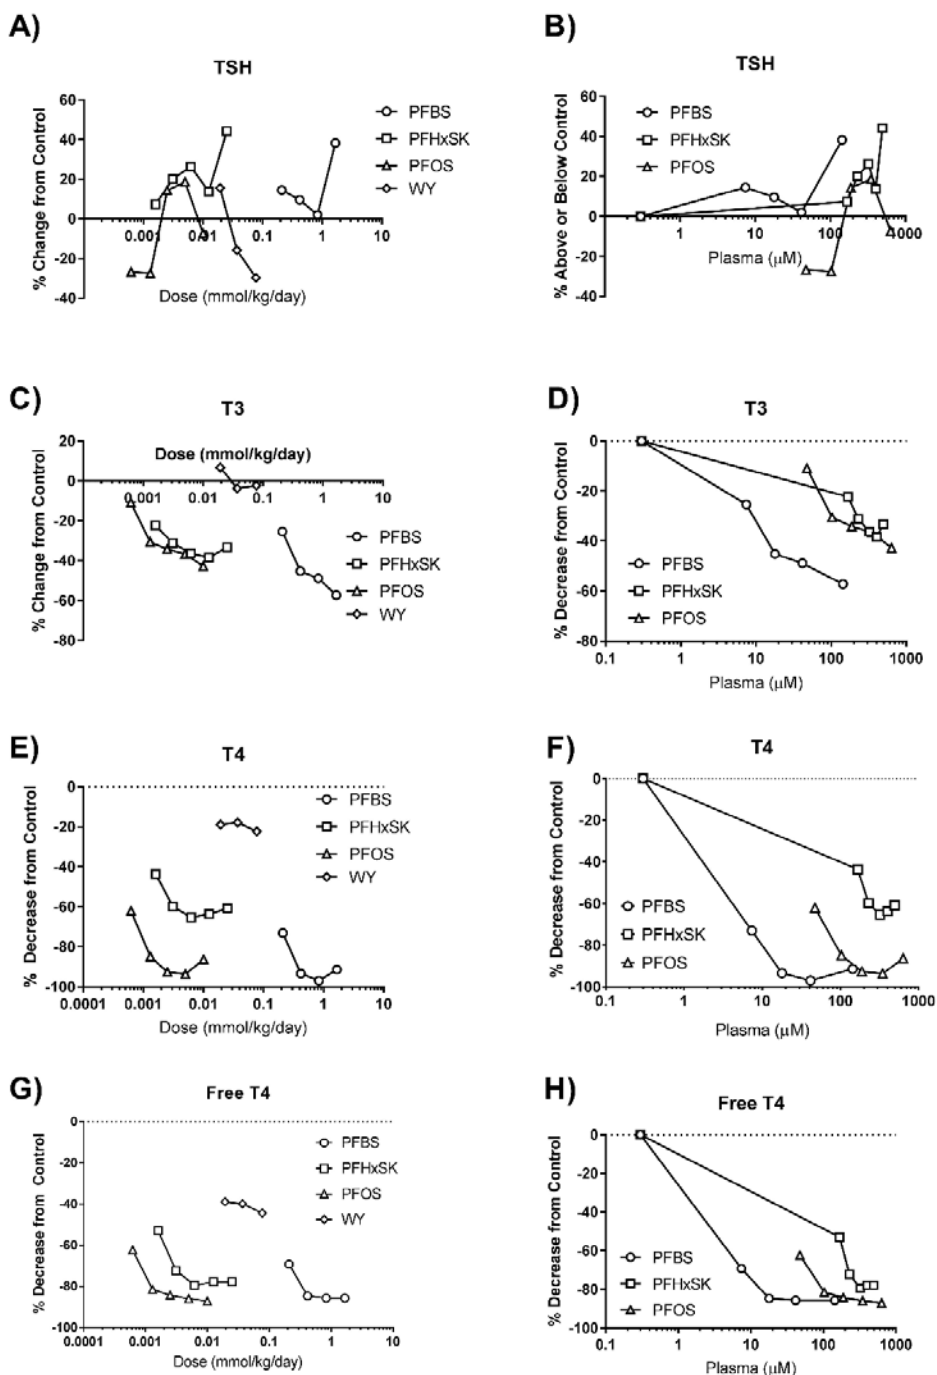 A)
TSH
% Change from Control
60
40
20
0
-20
-40
0.001
0.01
0.1
1
10
Dose (mmol/kg/day)
PFBS
PFHxSK
PFOS
WY
B)
TSH
% Above or Below Control
60
40
20
0
-20
-40
1
10
100
1000
Plasma (µM)
PFBS
PFHxSK
PFOS
C)
T3
% Change from Control
20
0
-20
-40
-60
-80
Dose (mmol/kg/day)
0.001
0.01
0.1
1
10
PFBS
PFHxSK
PFOS
WY
D)
T3
% Decrease from Control
0
-20
-40
-60
-80
0.1
1
10
100
1000
Plasma (µM)
PFBS
PFHxSK
PFOS
E)
T4
% Decrease from Control
0
-20
-40
-60
-80
-100
0.0001
0.001
0.01
0.1
1
10
Dose (mmol/kg/day)
PFBS
PFHxSK
PFOS
WY
F)
T4
% Decrease from Control
0
-20
-40
-60
-80
-100
0.1
1
10
100
1000
Plasma (µM)
PFBS
PFHxSK
PFOS
G)
Free T4
% Decrease from Control
0
-20
-40
-60
-80
-100
0.0001
0.001
0.01
0.1
1
10
Dose (mmol/kg/day)
PFBS
PFHxSK
PFOS
WY
H)
Free T4
% Decrease from Control
0
-20
-40
-60
-80
-100
0.1
1
10
100
1000
Plasma (µM)
PFBS
PFHxSK
PFOS